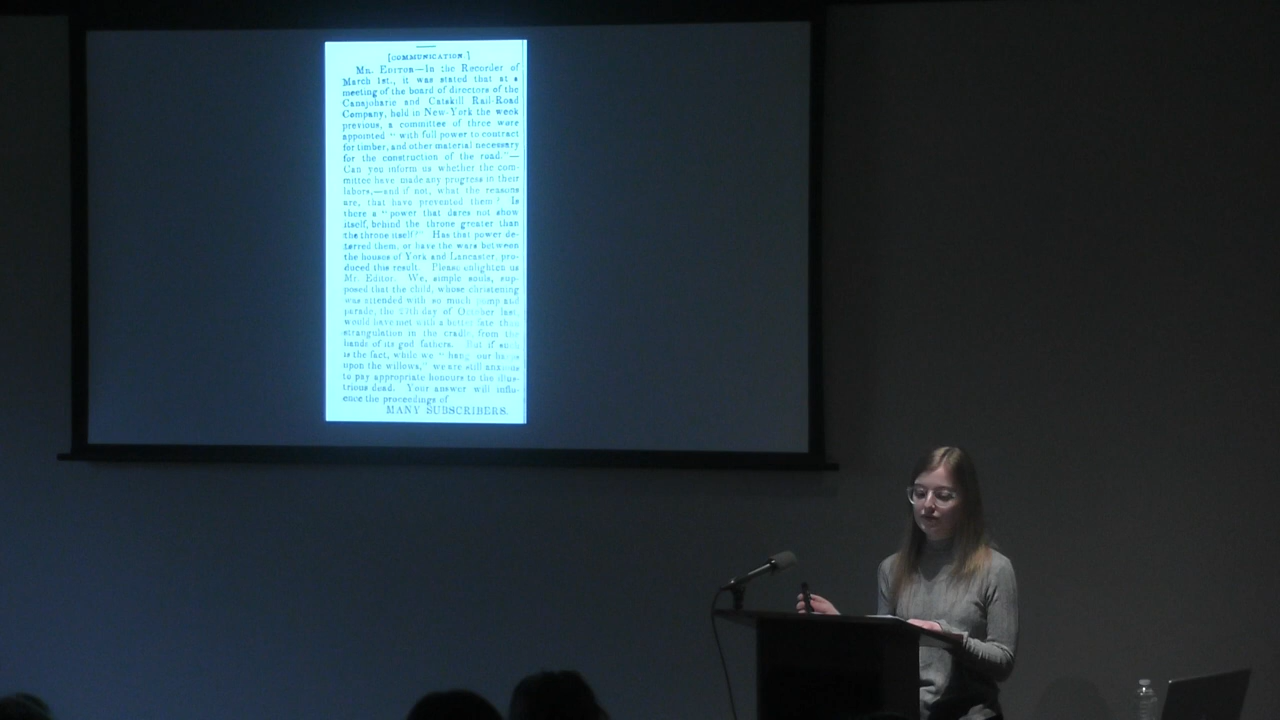 [COMMUNICATION.]
Mr. Editor—In the Recorder of
March 1st., it was stated that at a
meeting of the board of directors of the
Canajoharie and Catskill Rail-Road
Company, held in New-York the week
previous, a committee of three were
appointed "with full power to contract
for timber, and other material necessary
for the construction of the road."—
Can you inform us whether the com-
mittee have made any progress in their
labors,—and if not, what the reasons
are, that have prevented them? Is
there a "power that dares not show
itself, behind the throne greater than
the throne itself?" Has that power de-
terred them, or have the wars between
the houses of York and Lancaster, pro-
duced this result. Please enlighten us
Mr. Editor. We, simple souls, sup-
posed that the child, whose christening
was attended with so much pomp and
parade, the 27th day of October last,
would have met with a better fate than
strangulation in the cradle, from the
hands of its god fathers. But if such
is the fact, while we "hang our harps
upon the willows," we are still anxious
to pay appropriate honours to the illus-
trious dead. Your answer will influ-
ence the proceedings of
MANY SUBSCRIBERS.